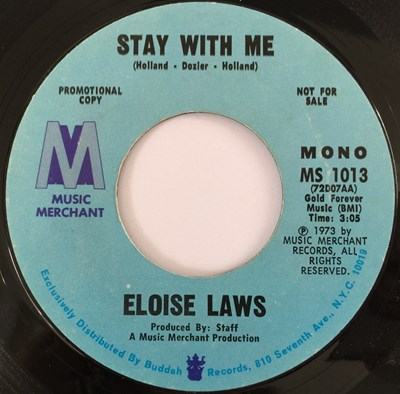 STAY WITH ME
(Holland - Dozier - Holland)
PROMOTIONAL
COPY
NOT FOR
SALE
M
MUSIC
MERCHANT
MONO
MS 1013
(72D07AA)
Gold Forever
Music (BMI)
Time: 3:05
℗ 1973 by
MUSIC MERCHANT
RECORDS, ALL
RIGHTS
RESERVED.
ELOISE LAWS
Produced By: Staff
A Music Merchant Production
Exclusively Distributed By Buddah Records, 810 Seventh Ave., N.Y.C. 10019